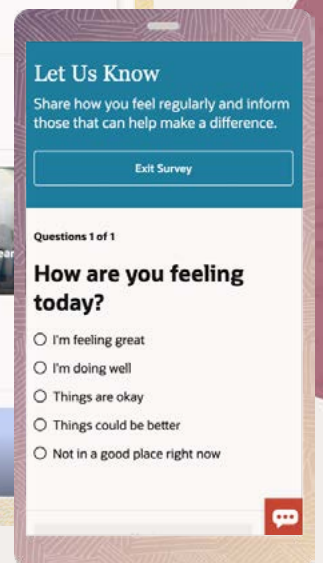 Let Us Know
Share how you feel regularly and inform
those that can help make a difference.
Exit Survey
Questions 1 of 1
How are you feeling
today?
I'm feeling great
I'm doing well
Things are okay
Things could be better
Not in a good place right now